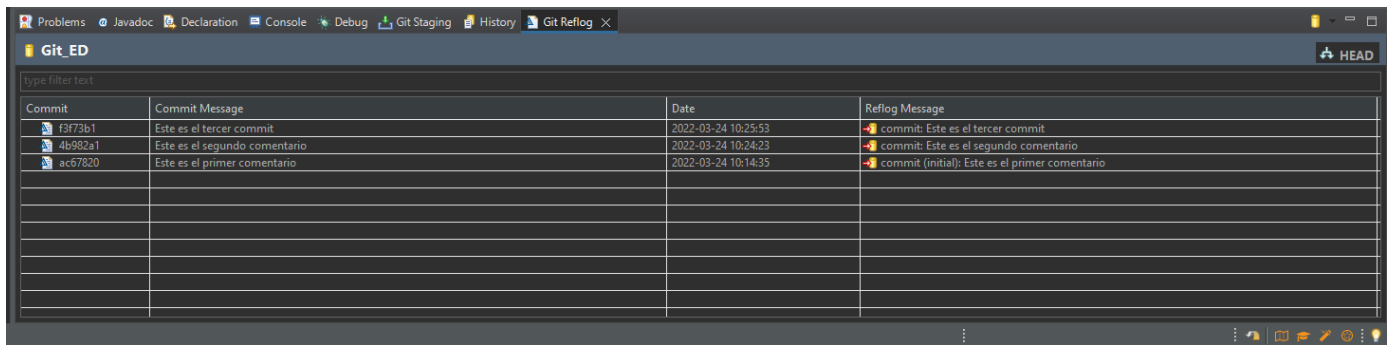 Problems @ Javadoc Declaration Console Debug Git Staging History Git Reflog
Git_ED
HEAD
type filter text
Commit Commit Message Date Reflog Message
f3f73b1 Este es el tercer commit 2022-03-24 10:25:53 commit: Este es el tercer commit
4b982a1 Este es el segundo comentario 2022-03-24 10:24:23 commit: Este es el segundo comentario
ac67820 Este es el primer comentario 2022-03-24 10:14:35 commit (initial): Este es el primer comentario